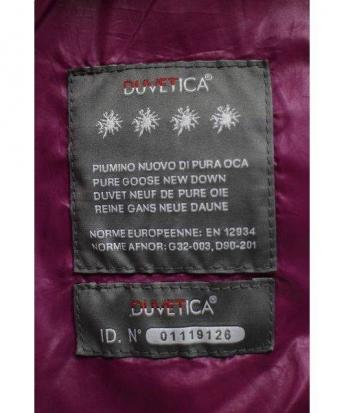 DUVETICA®
PIUMINO NUOVO DI PURA OCA
PURE GOOSE NEW DOWN
DUVET NEUF DE PURE OIE
REINE GANS NEUE DAUNE
NORME EUROPEENNE: EN 12934
NORME AFNOR: G32-003, D90-201
DUVETICA®
ID. N° 01119126